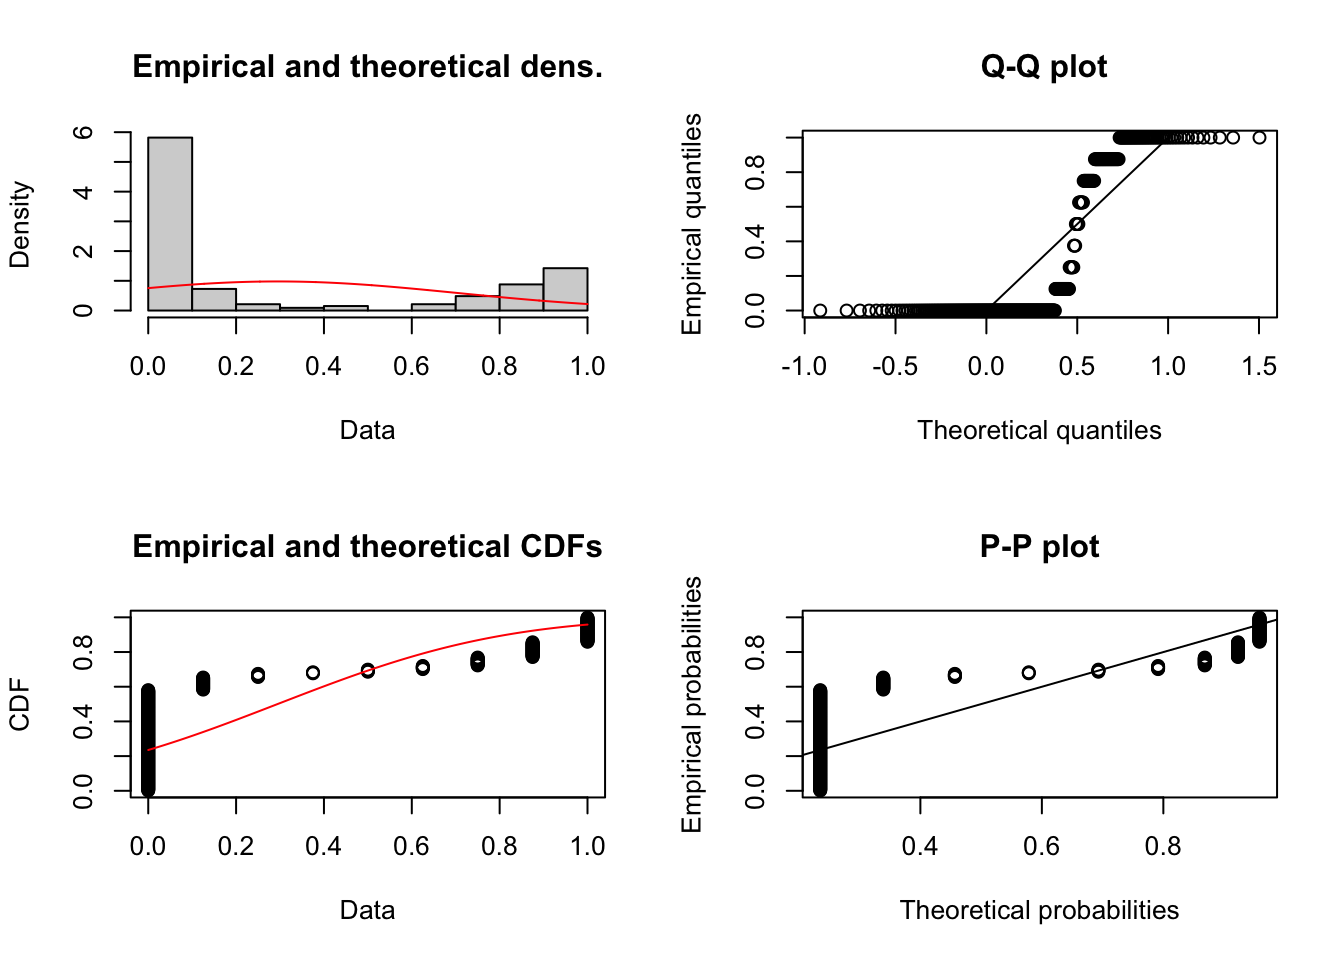 Empirical and theoretical dens.
Density
0 2 4 6
0.0 0.2 0.4 0.6 0.8 1.0
Data
Q-Q plot
Empirical quantiles
0.0 0.4 0.8
-1.0 -0.5 0.0 0.5 1.0 1.5
Theoretical quantiles
Empirical and theoretical CDFs
CDF
0.0 0.4 0.8
0.0 0.2 0.4 0.6 0.8 1.0
Data
P-P plot
Empirical probabilities
0.0 0.4 0.8
0.4 0.6 0.8
Theoretical probabilities